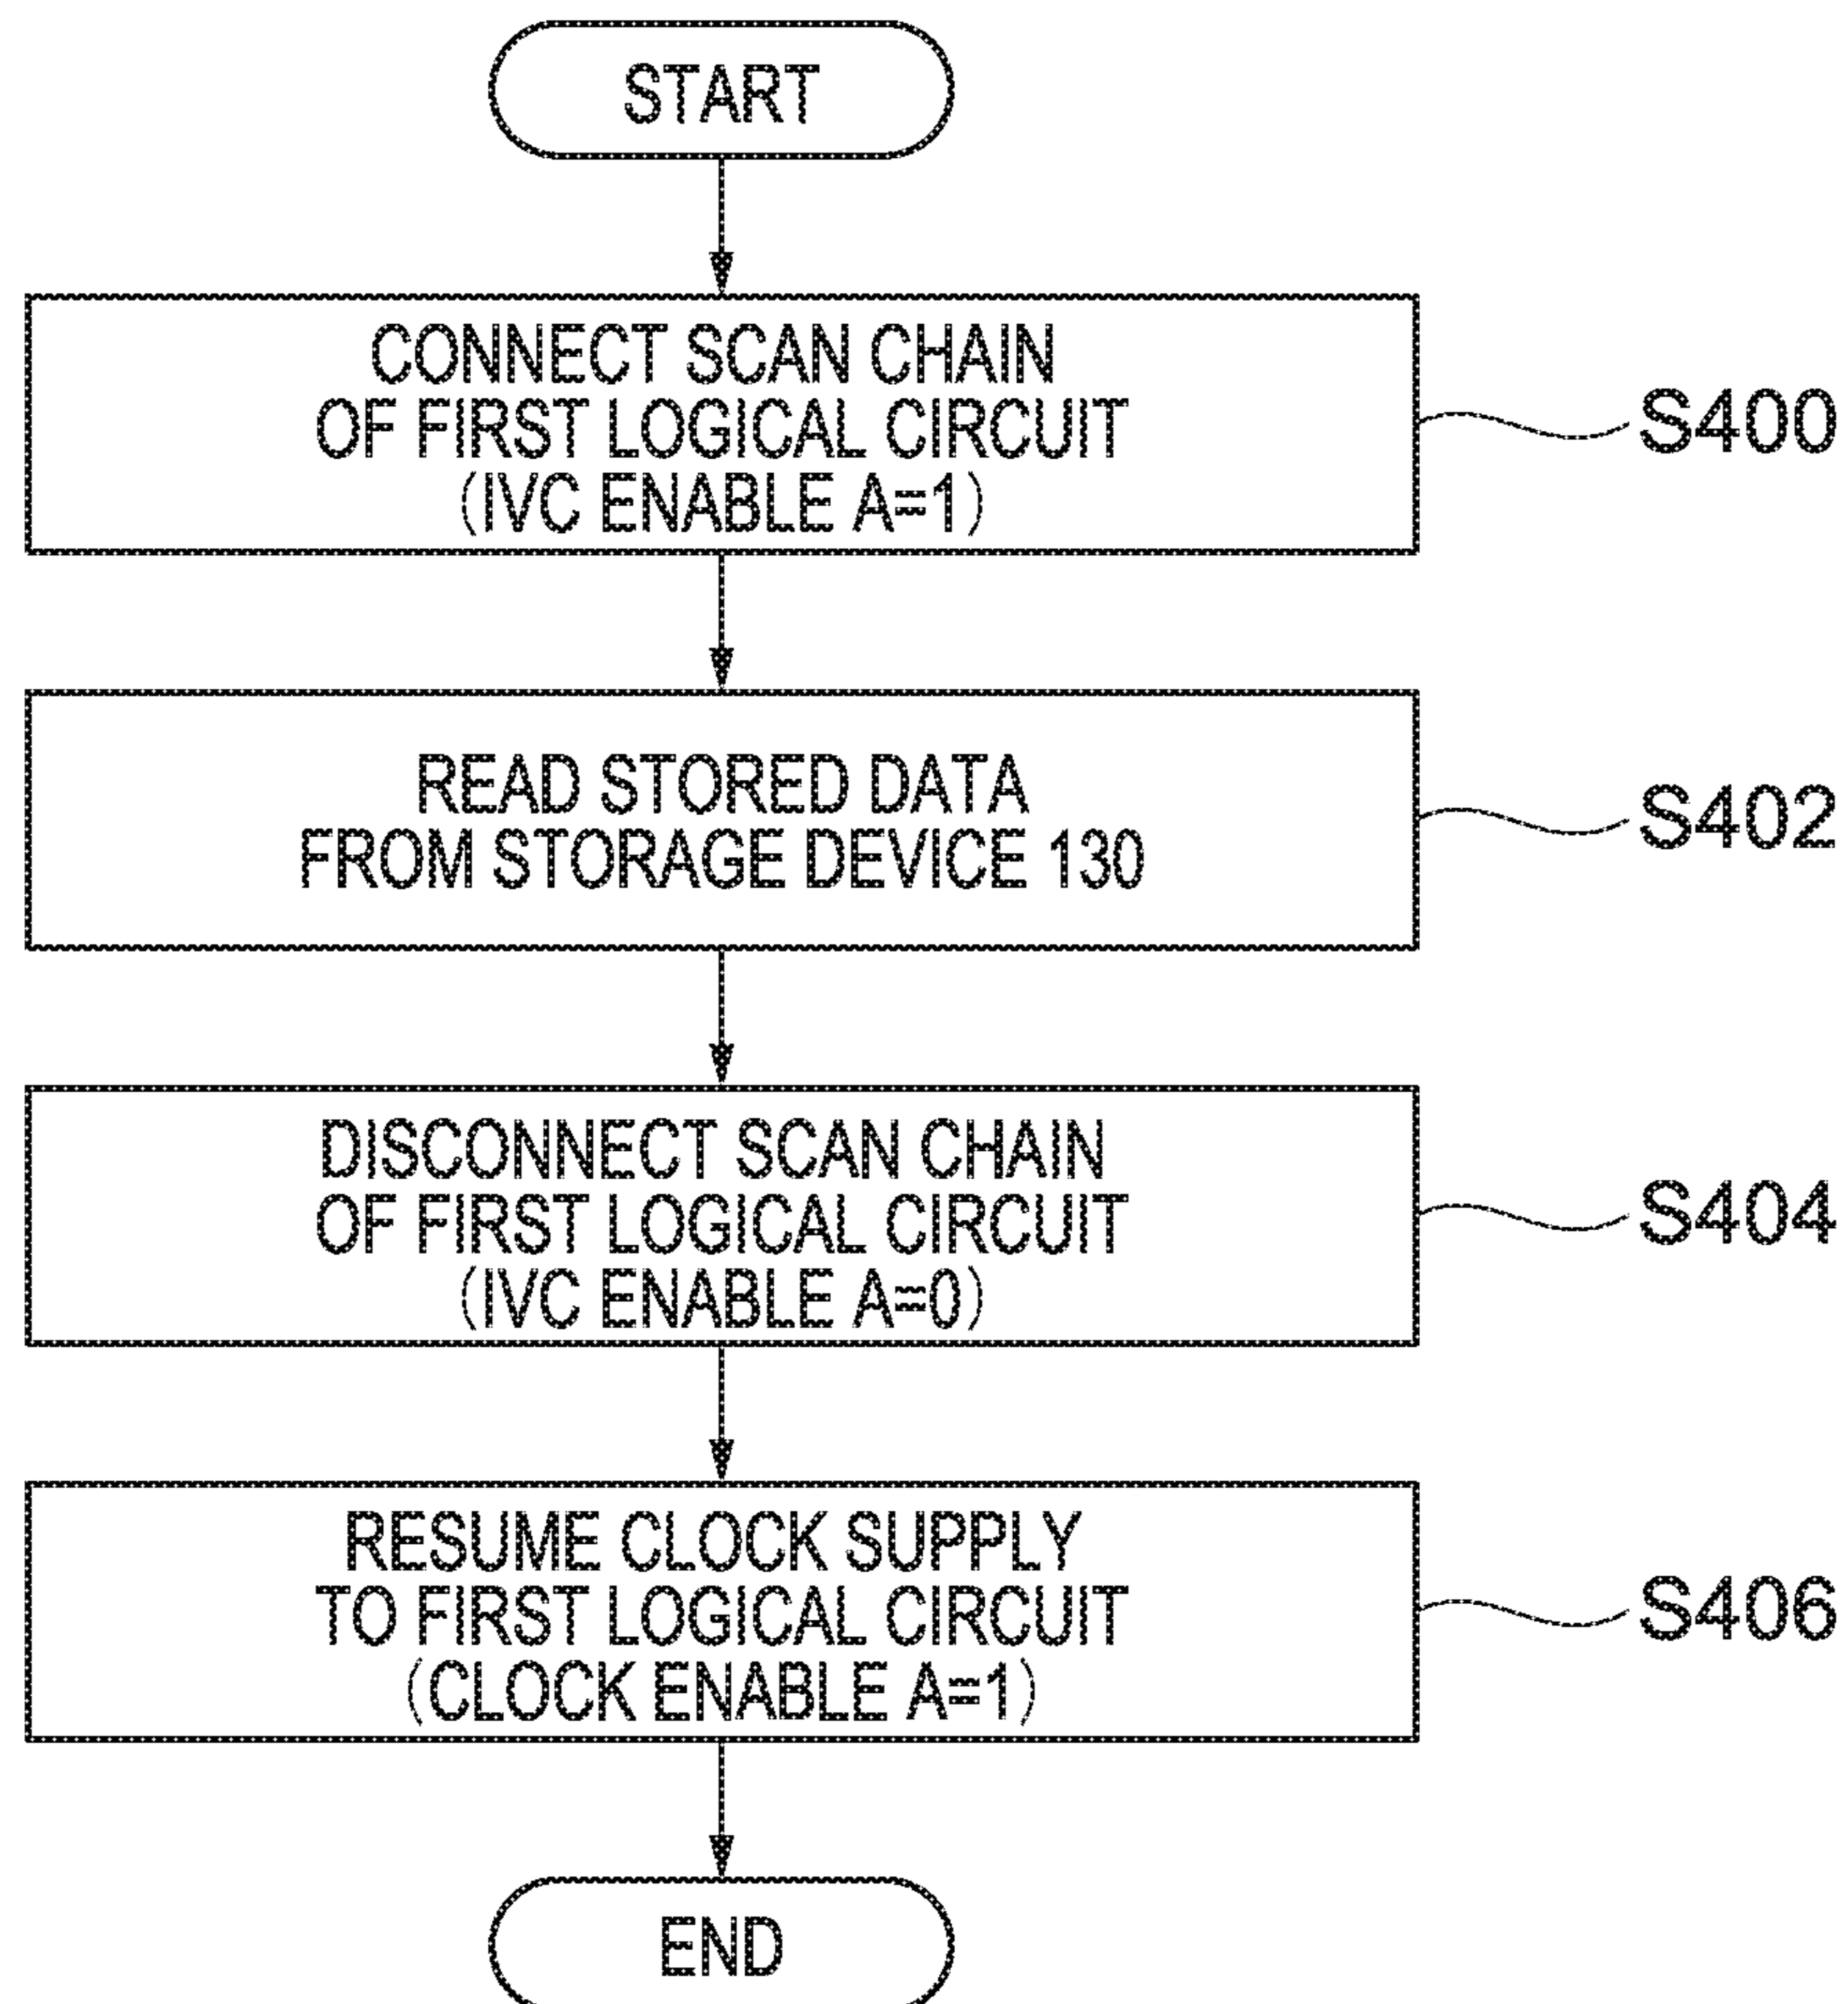 START
CONNECT SCAN CHAIN
OF FIRST LOGICAL CIRCUIT
(IVC ENABLE A=1)
S400
READ STORED DATA
FROM STORAGE DEVICE 130
S402
DISCONNECT SCAN CHAIN
OF FIRST LOGICAL CIRCUIT
(IVC ENABLE A=0)
S404
RESUME CLOCK SUPPLY
TO FIRST LOGICAL CIRCUIT
(CLOCK ENABLE A=1)
S406
END